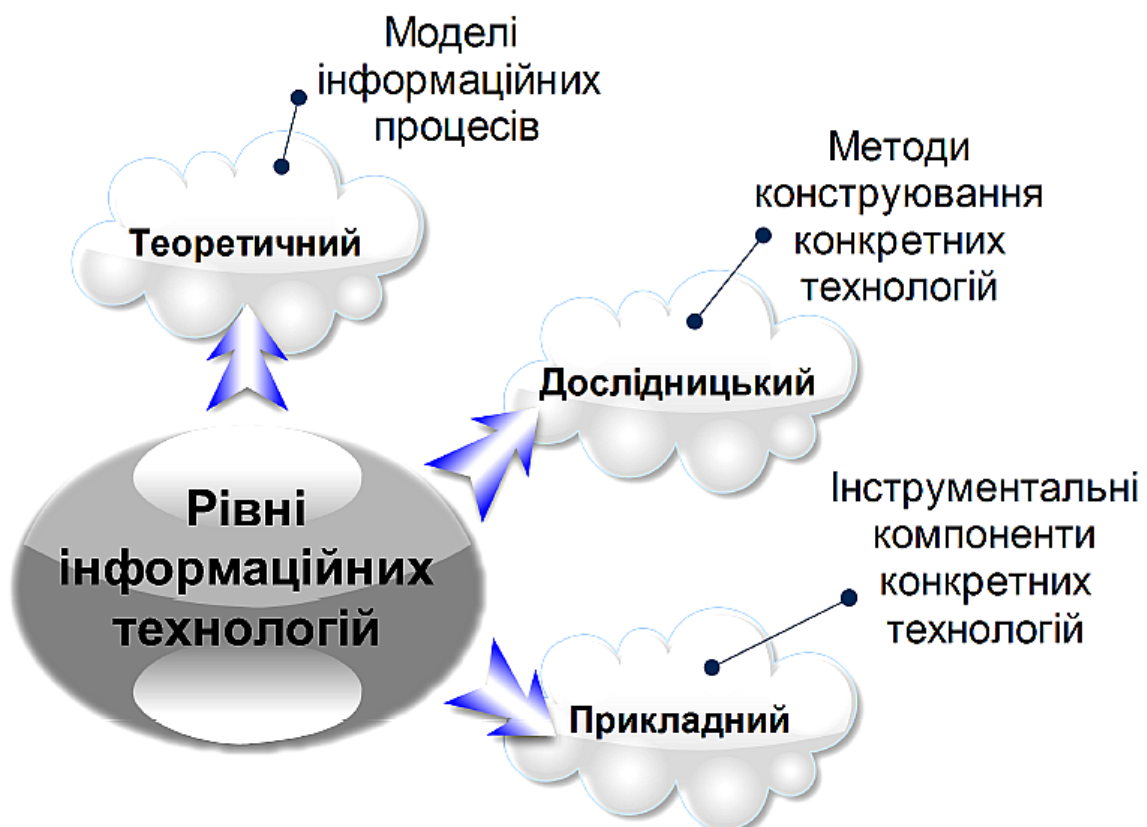 Моделі
інформаційних
процесів
Теоретичний
Методи
конструювання
конкретних
технологій
Дослідницький
Рівні
інформаційних
технологій
Інструментальні
компоненти
конкретних
технологій
Прикладний